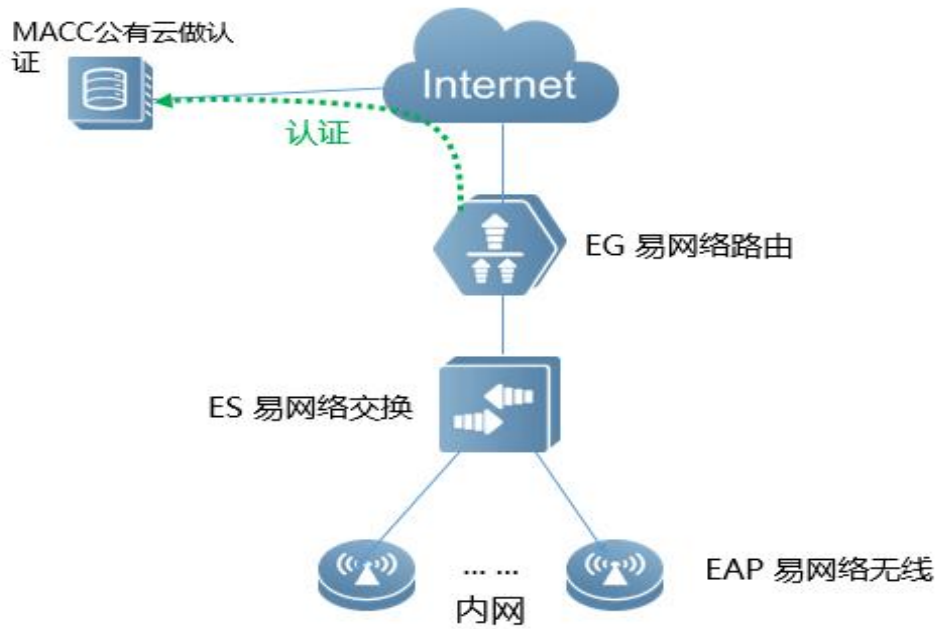 MACC公有云做认
证
Internet
认证
EG 易网络路由
ES 易网络交换
EAP 易网络无线
... ...
内网